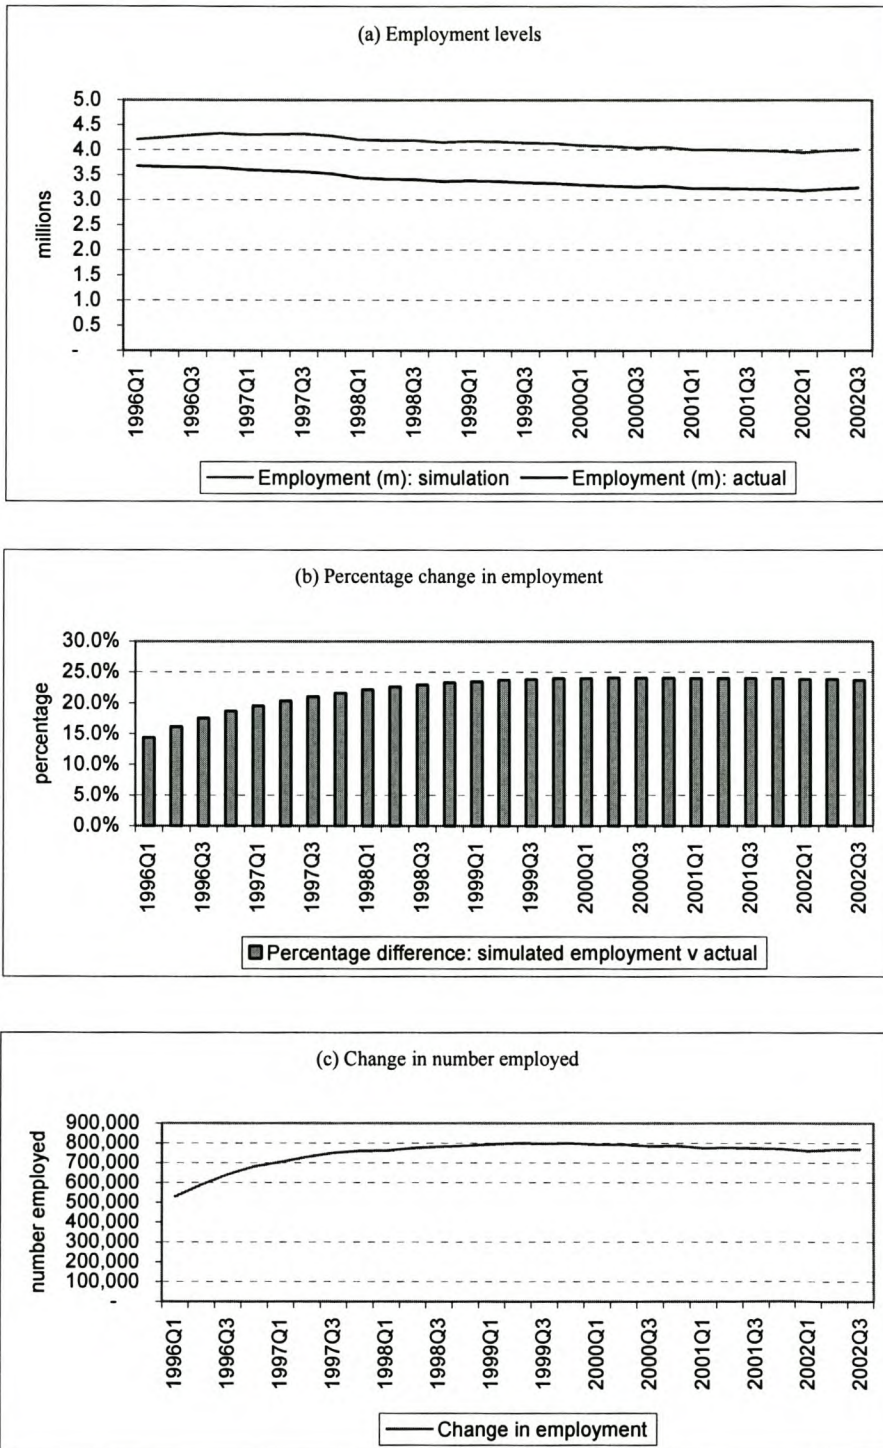 (a) Employment levels
5.0
4.5
4.0
3.5
3.0
2.5
2.0
1.5
1.0
0.5
-
millions
1996Q1 1996Q3 1997Q1 1997Q3 1998Q1 1998Q3 1999Q1 1999Q3 2000Q1 2000Q3 2001Q1 2001Q3 2002Q1 2002Q3
Employment (m): simulation Employment (m): actual
(b) Percentage change in employment
30.0%
25.0%
20.0%
15.0%
10.0%
5.0%
0.0%
percentage
1996Q1 1996Q3 1997Q1 1997Q3 1998Q1 1998Q3 1999Q1 1999Q3 2000Q1 2000Q3 2001Q1 2001Q3 2002Q1 2002Q3
Percentage difference: simulated employment v actual
(c) Change in number employed
900,000
800,000
700,000
600,000
500,000
400,000
300,000
200,000
100,000
-
number employed
1996Q1 1996Q3 1997Q1 1997Q3 1998Q1 1998Q3 1999Q1 1999Q3 2000Q1 2000Q3 2001Q1 2001Q3 2002Q1 2002Q3
Change in employment